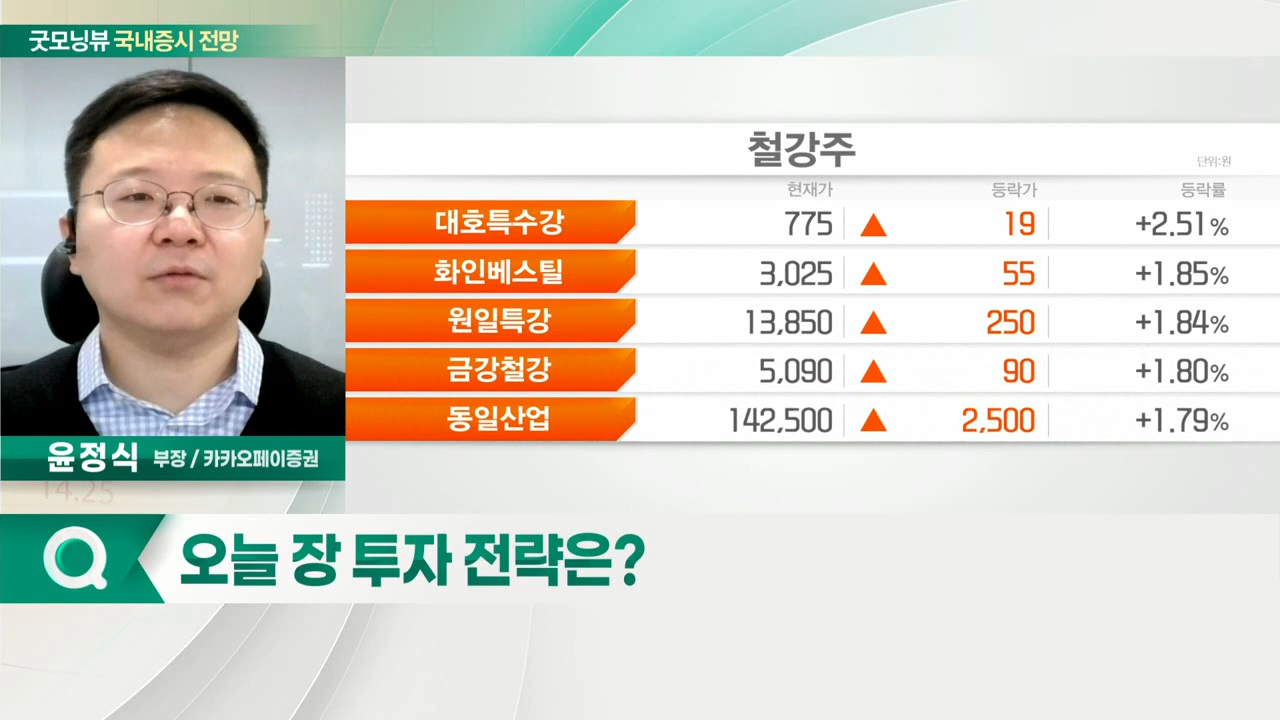 굿모닝뷰 국내증시 전망
철강주
단위:원
현재가 등락가 등락률
대호특수강 775 ▲ 19 +2.51%
화인베스틸 3,025 ▲ 55 +1.85%
원일특강 13,850 ▲ 250 +1.84%
금강철강 5,090 ▲ 90 +1.80%
동일산업 142,500 ▲ 2,500 +1.79%
윤정식 부장 / 카카오페이증권
14.25
Q 오늘 장 투자 전략은?